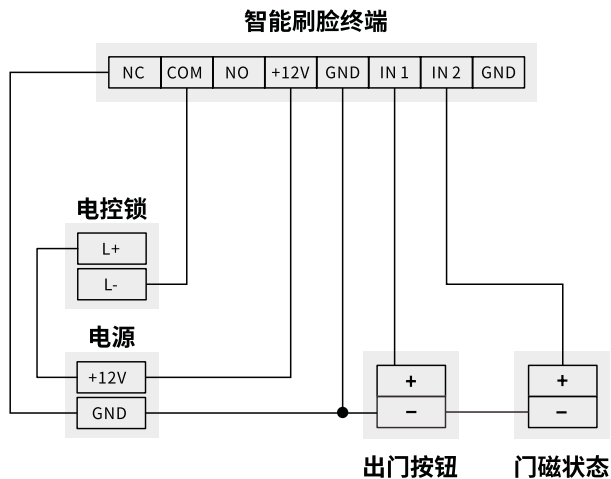 智能刷脸终端
NC COM NO +12V GND IN 1 IN 2 GND
电控锁
L+
L-
电源
+12V
GND
+ +
- -
出门按钮 门磁状态